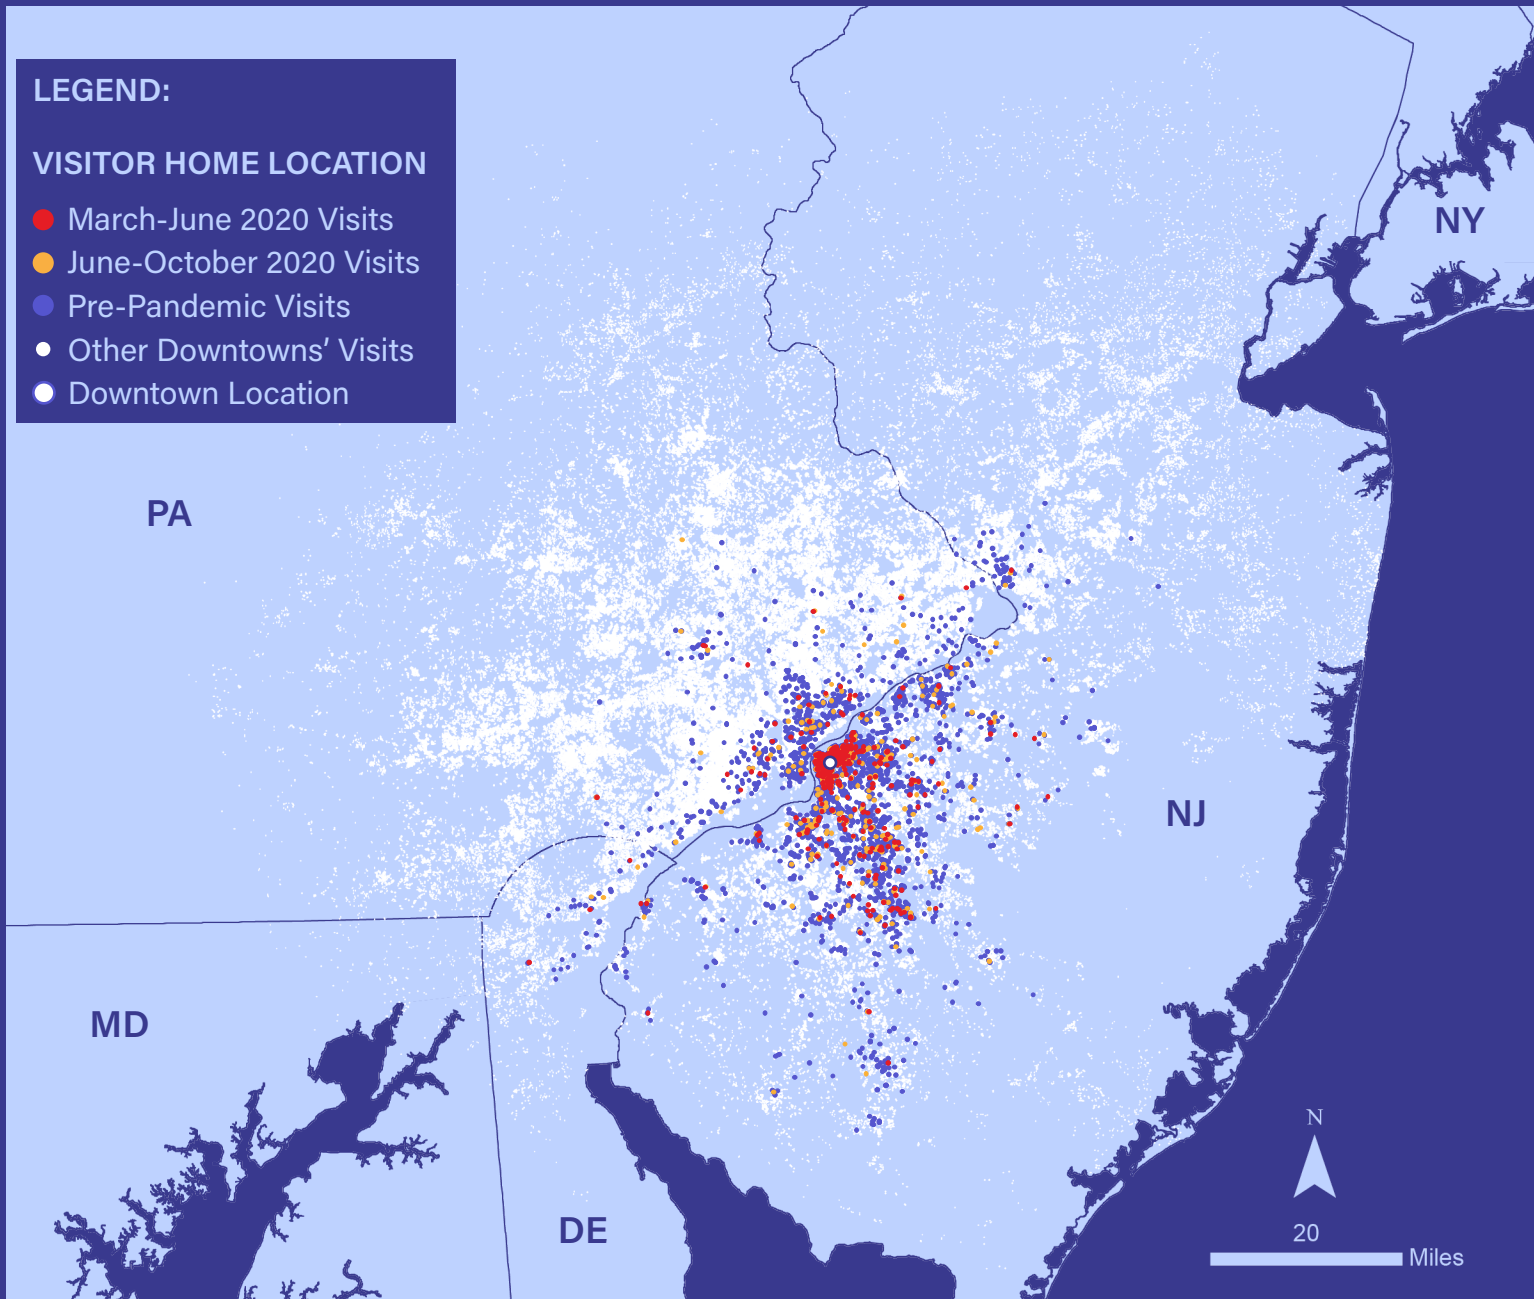 LEGEND:
VISITOR HOME LOCATION
March-June 2020 Visits
June-October 2020 Visits
Pre-Pandemic Visits
Other Downtowns’ Visits
Downtown Location
NY
PA
NJ
MD
N
DE
20
Miles